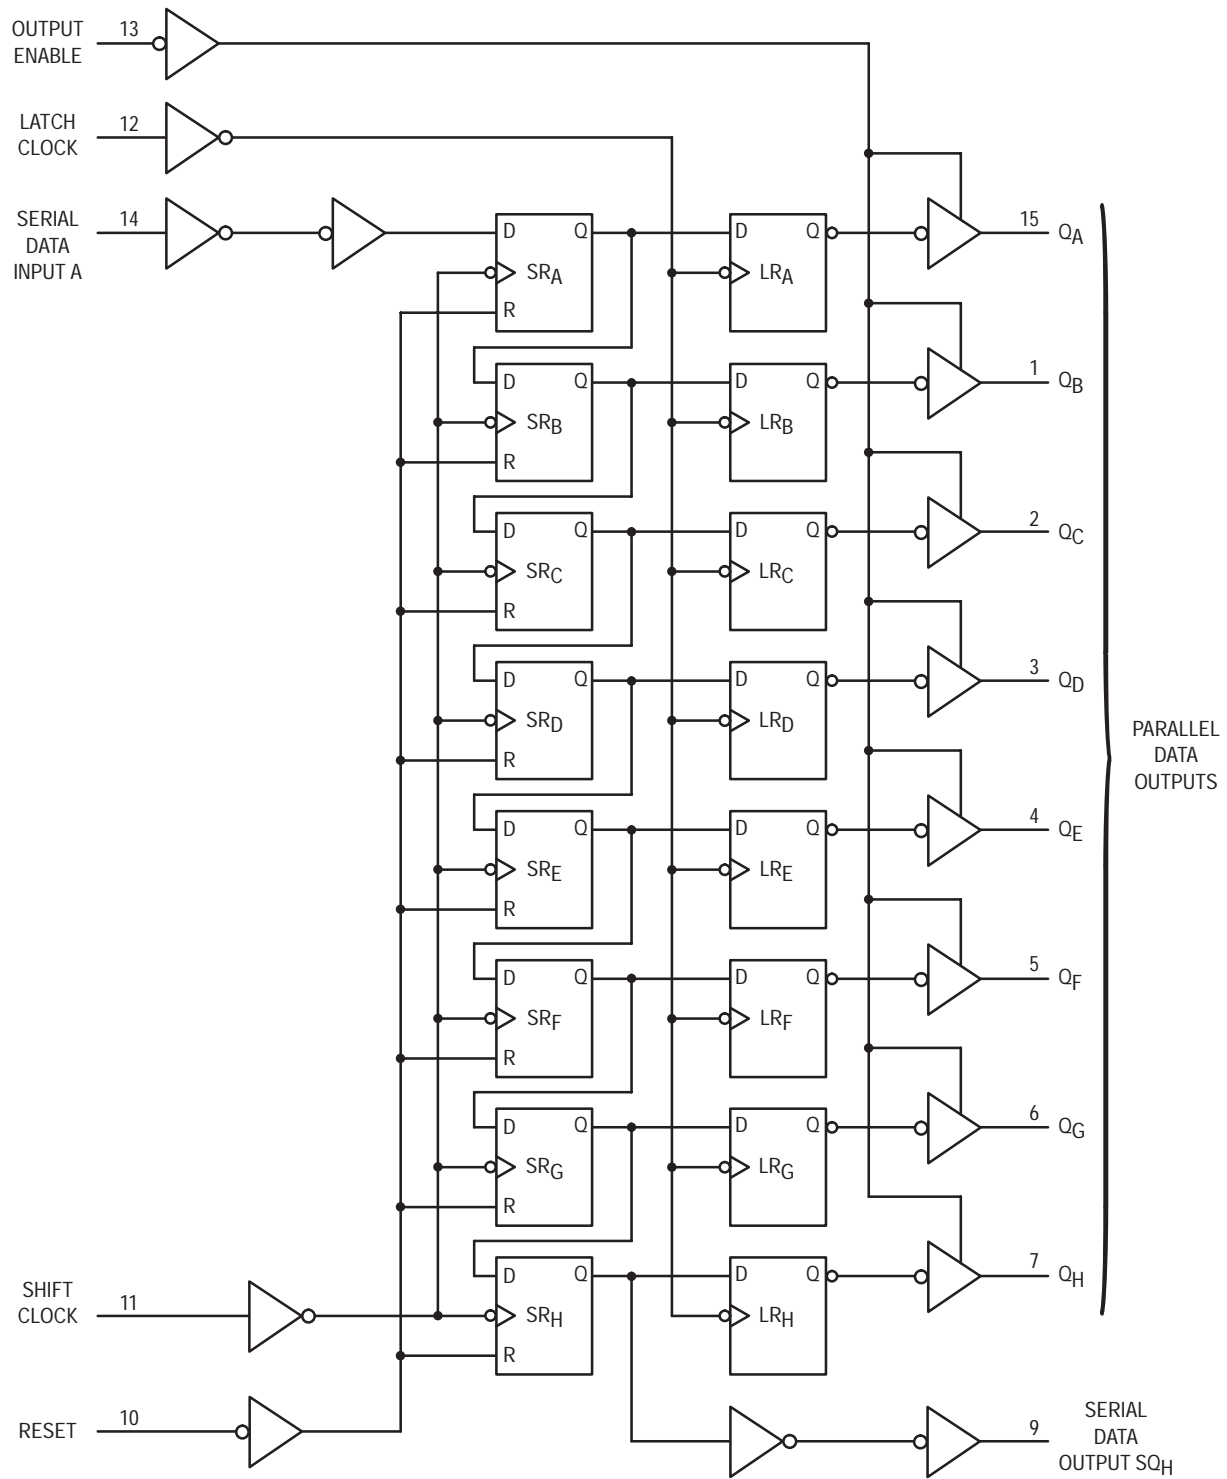 OUTPUT
ENABLE
13
LATCH
CLOCK
12
SERIAL
DATA
INPUT A
14
D
Q
SRA
R
D
Q
LRA
15
QA
D
Q
SRB
R
D
Q
LRB
1
QB
D
Q
SRC
R
D
Q
LRC
2
QC
D
Q
SRD
R
D
Q
LRD
3
QD
D
Q
SRE
R
D
Q
LRE
4
QE
D
Q
SRF
R
D
Q
LRF
5
QF
D
Q
SRG
R
D
Q
LRG
6
QG
D
Q
SRH
R
D
Q
LRH
7
QH
PARALLEL
DATA
OUTPUTS
SHIFT
CLOCK
11
RESET
10
9
SERIAL
DATA
OUTPUT SQH